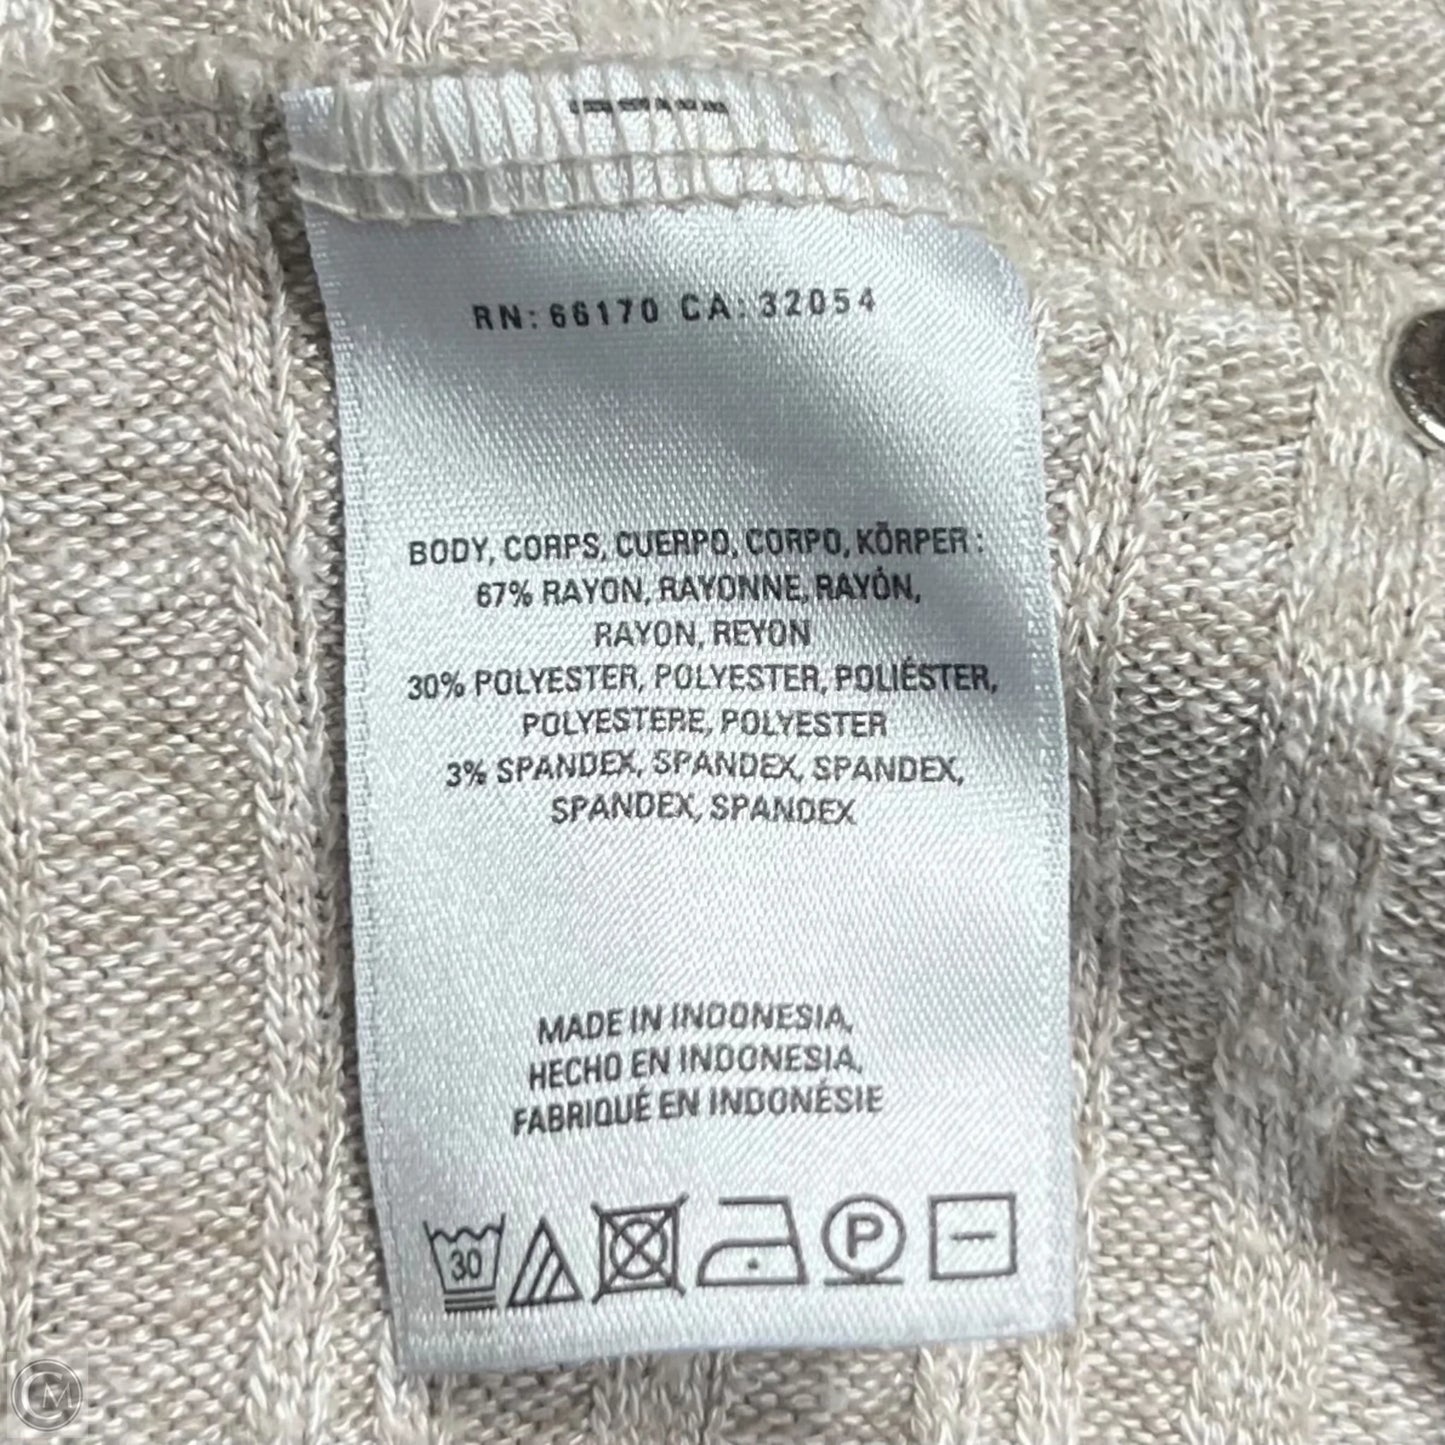 RN: 66170 CA: 32054
BODY, CORPS, CUERPO, CORPO, KÖRPER :
67% RAYON, RAYONNE, RAYÓN,
RAYON, REYON
30% POLYESTER, POLYESTER, POLIÉSTER,
POLYESTERE, POLYESTER
3% SPANDEX, SPANDEX, SPANDEX,
SPANDEX, SPANDEX
MADE IN INDONESIA,
HECHO EN INDONESIA,
FABRIQUÉ EN INDONÉSIE
30 P
CM